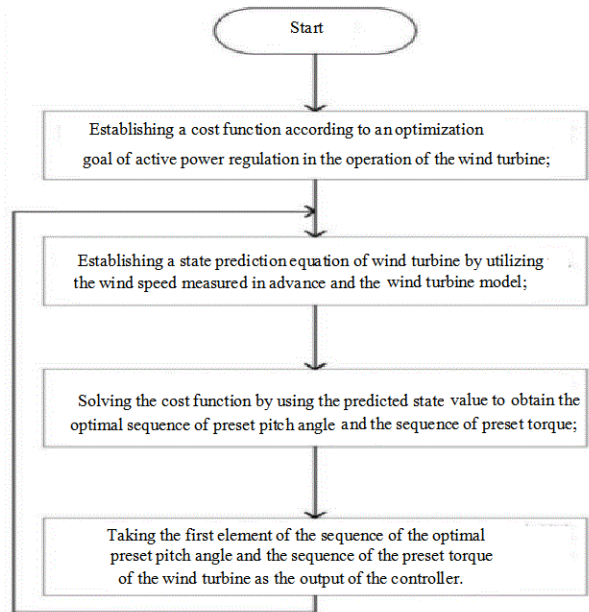 Start
Establishing a cost function according to an optimization
goal of active power regulation in the operation of the wind turbine;
Establishing a state prediction equation of wind turbine by utilizing
the wind speed measured in advance and the wind turbine model;
Solving the cost function by using the predicted state value to obtain the
optimal sequence of preset pitch angle and the sequence of preset torque;
Taking the first element of the sequence of the optimal
preset pitch angle and the sequence of the preset torque
of the wind turbine as the output of the controller.